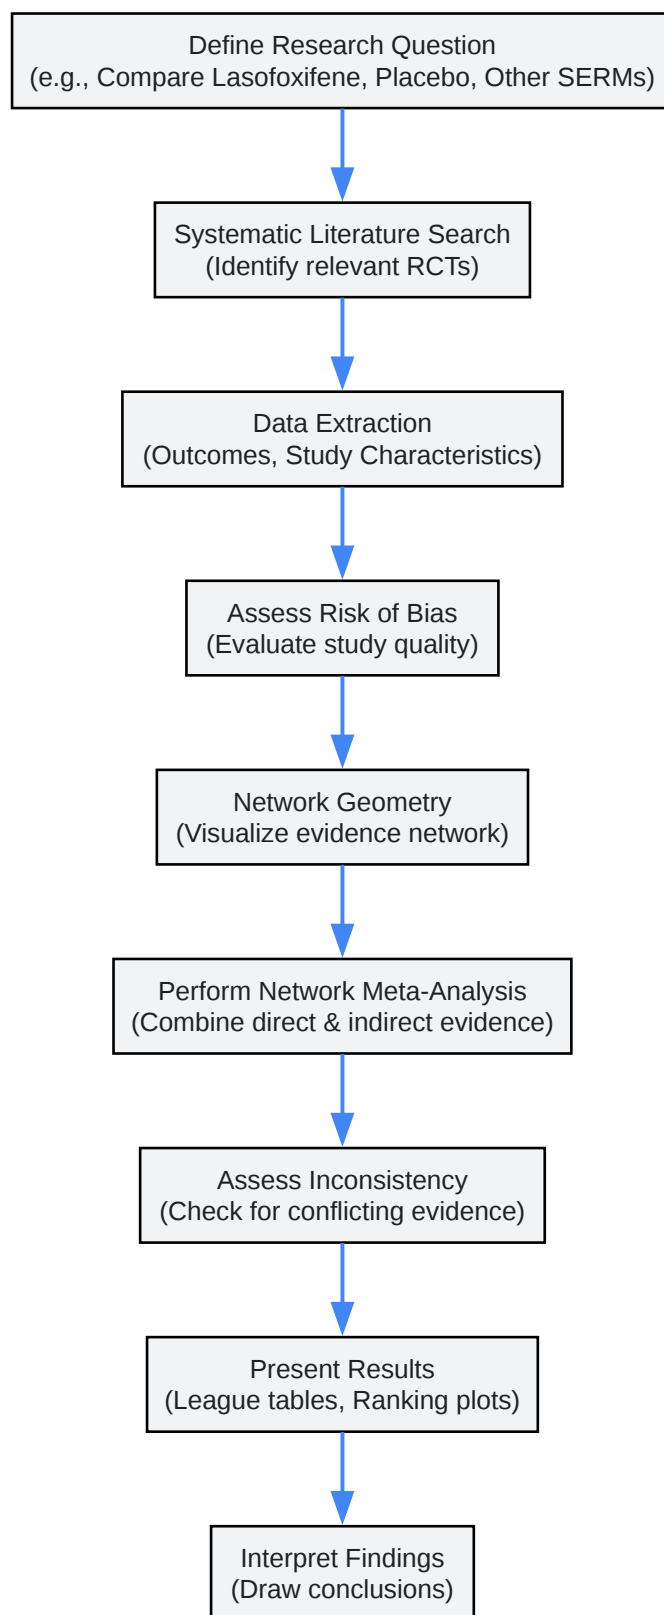 Define Research Question
(e.g., Compare Lasofoxifene, Placebo, Other SERMs)
Systematic Literature Search
(Identify relevant RCTs)
Data Extraction
(Outcomes, Study Characteristics)
Assess Risk of Bias
(Evaluate study quality)
Network Geometry
(Visualize evidence network)
Perform Network Meta-Analysis
(Combine direct & indirect evidence)
Assess Inconsistency
(Check for conflicting evidence)
Present Results
(League tables, Ranking plots)
Interpret Findings
(Draw conclusions)